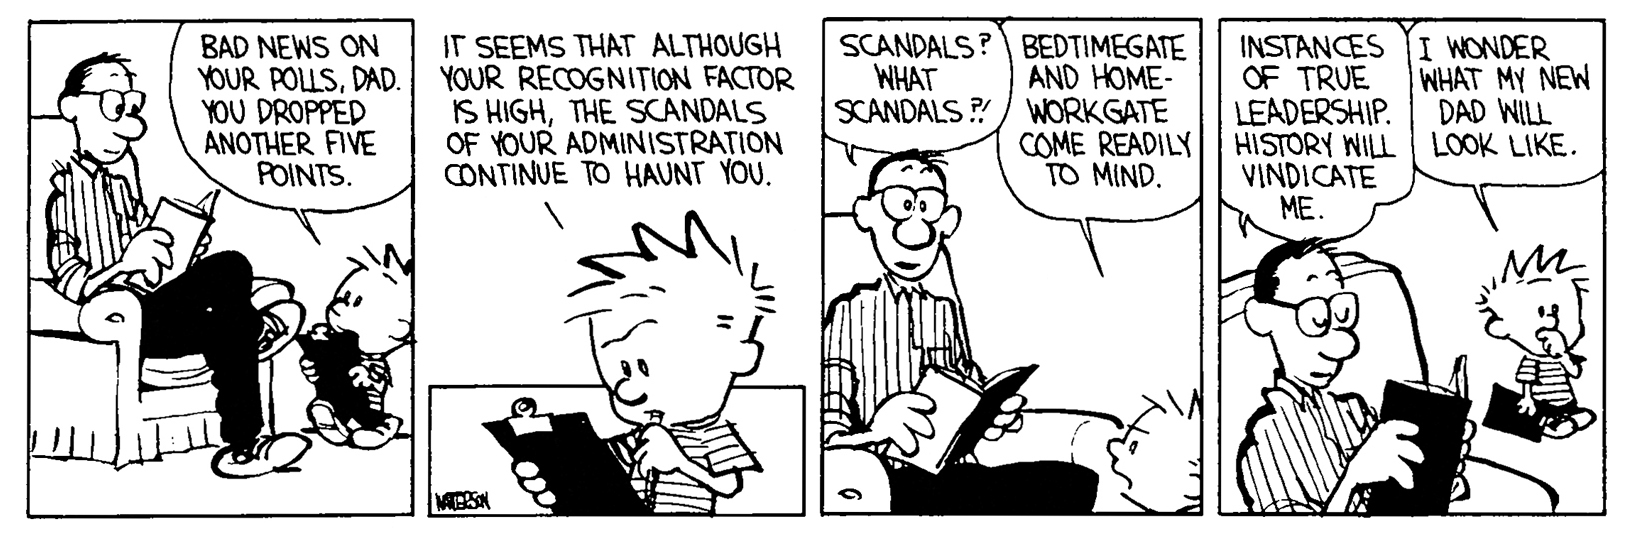 BAD NEWS ON
YOUR POLLS, DAD.
YOU DROPPED
ANOTHER FIVE
POINTS.
IT SEEMS THAT ALTHOUGH
YOUR RECOGNITION FACTOR
IS HIGH, THE SCANDALS
OF YOUR ADMINISTRATION
CONTINUE TO HAUNT YOU.
WATTERSON
SCANDALS?
WHAT
SCANDALS?!
BEDTIMEGATE
AND HOME-
WORKGATE
COME READILY
TO MIND.
INSTANCES
OF TRUE
LEADERSHIP.
HISTORY WILL
VINDICATE
ME.
I WONDER
WHAT MY NEW
DAD WILL
LOOK LIKE.